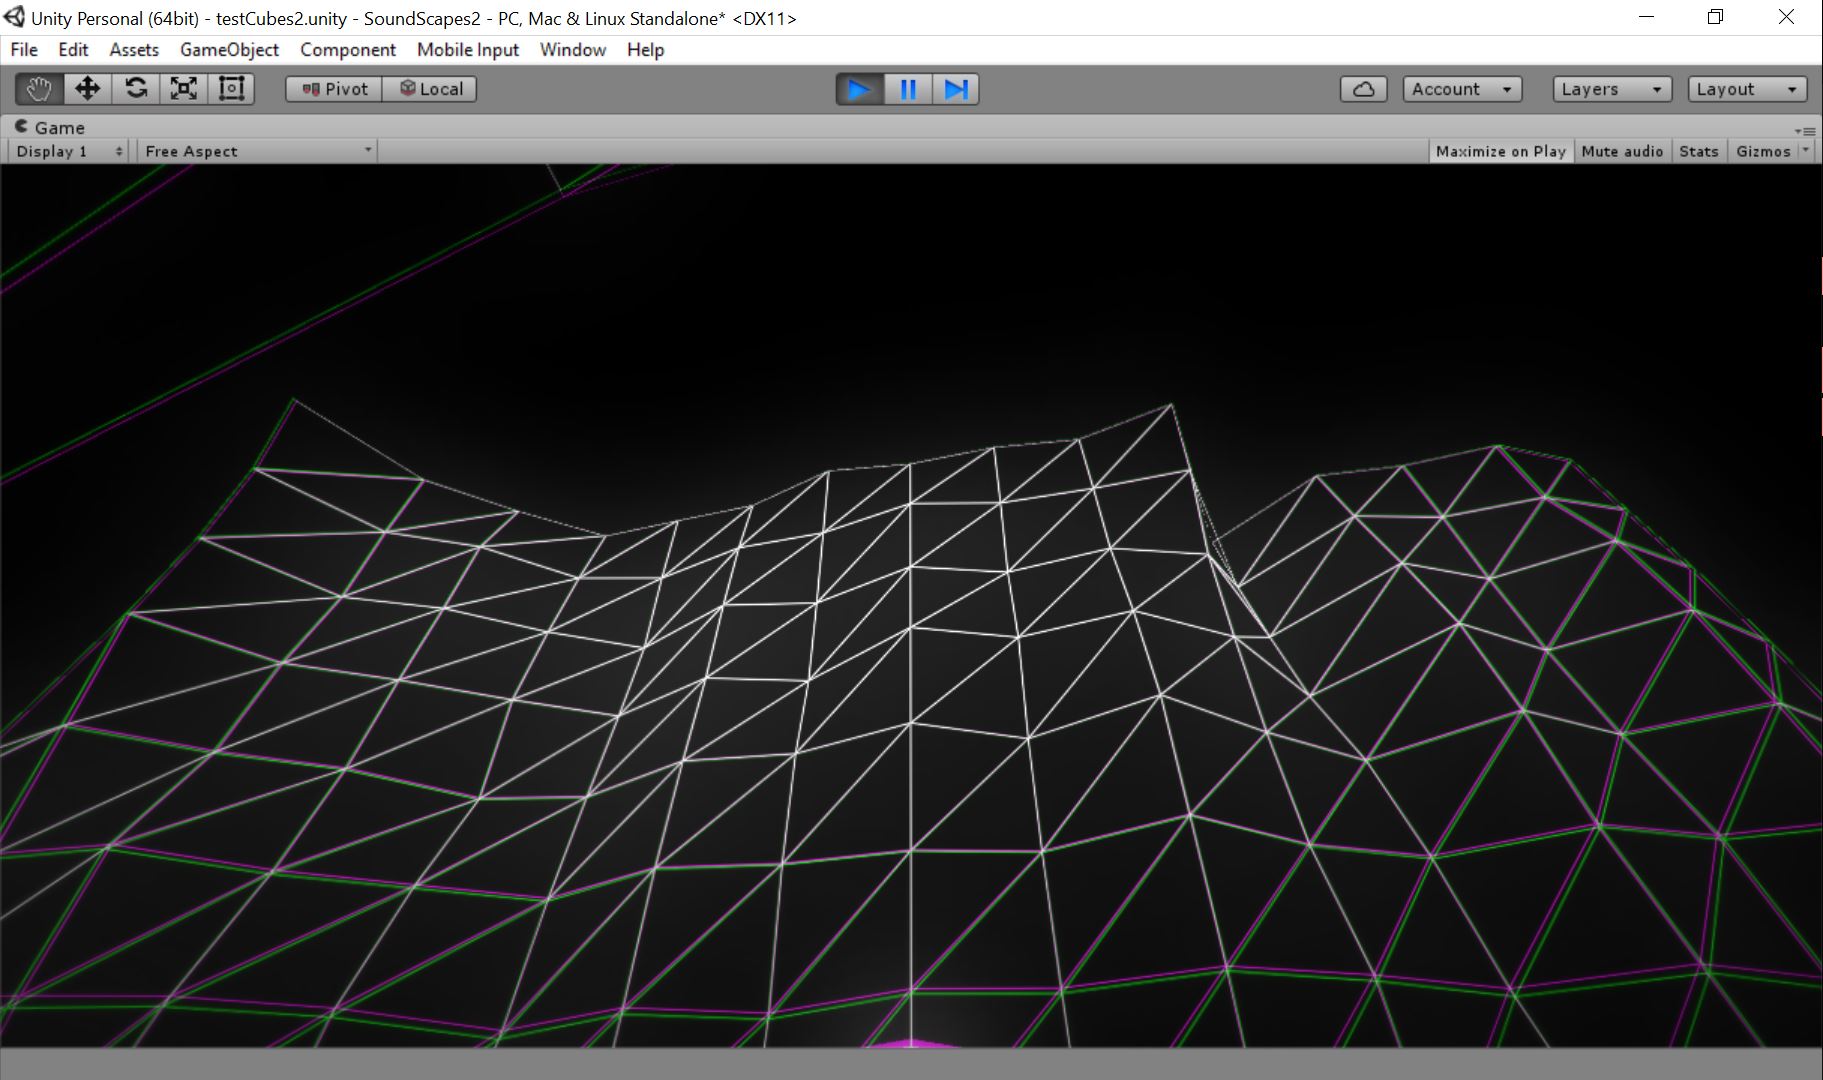 Unity Personal (64bit) - testCubes2.unity - SoundScapes2 - PC, Mac & Linux Standalone* <DX11>
File Edit Assets GameObject Component Mobile Input Window Help
Pivot Local Account Layers Layout
Game
Display 1 Free Aspect Maximize on Play Mute audio Stats Gizmos